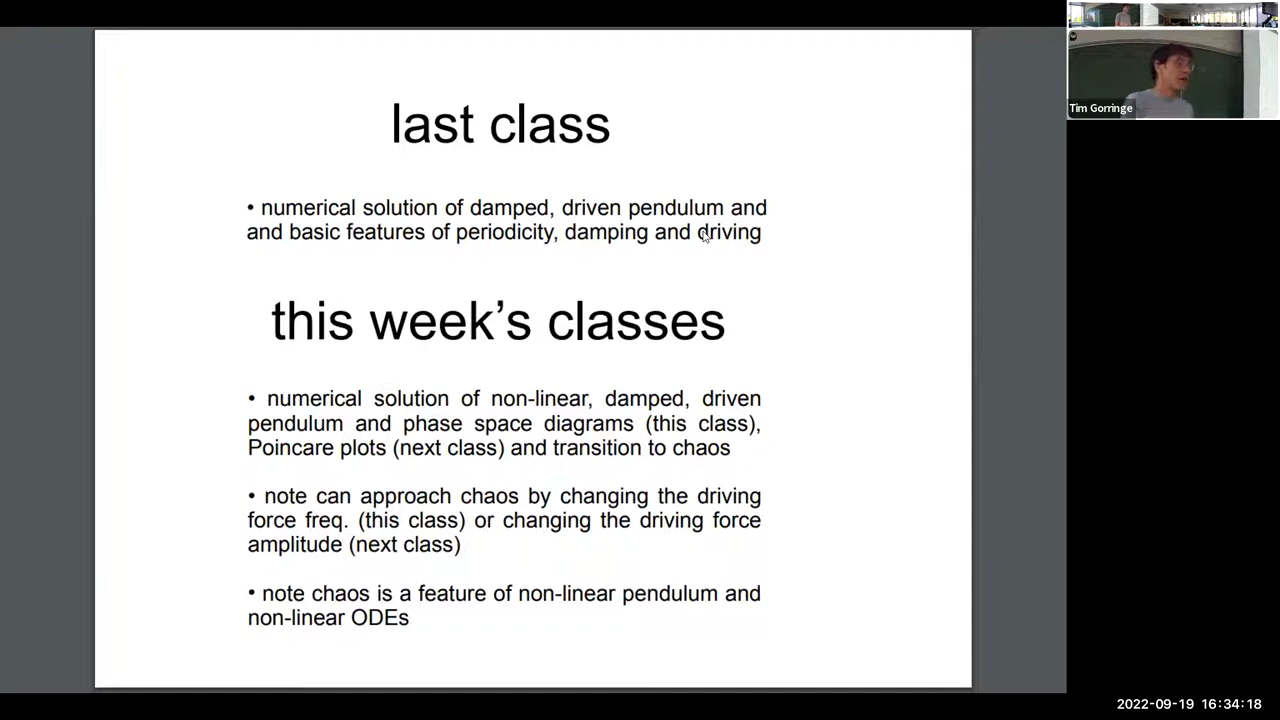 last class
• numerical solution of damped, driven pendulum and
and basic features of periodicity, damping and driving
this week's classes
• numerical solution of non-linear, damped, driven
pendulum and phase space diagrams (this class),
Poincare plots (next class) and transition to chaos
• note can approach chaos by changing the driving
force freq. (this class) or changing the driving force
amplitude (next class)
• note chaos is a feature of non-linear pendulum and
non-linear ODEs
Tim Gorringe
2022-09-19 16:34:18